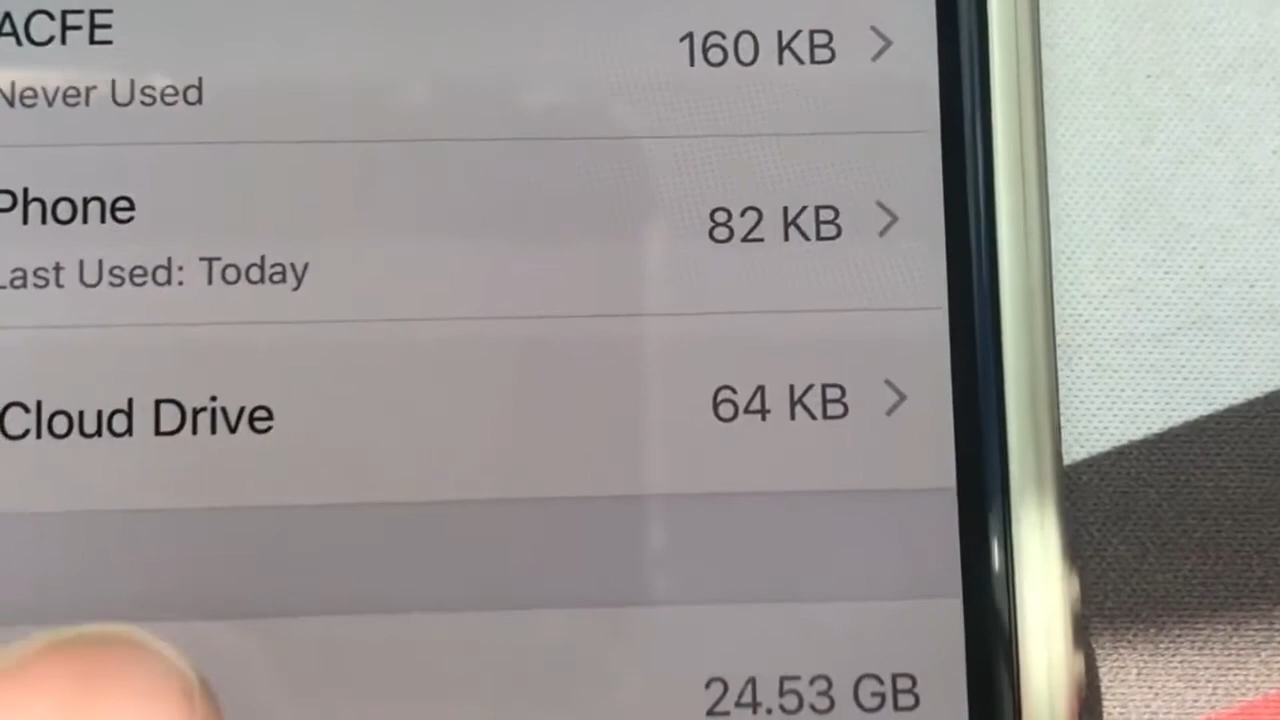 ACFE
160 KB
Never Used
Phone
82 KB
Last Used: Today
Cloud Drive
64 KB
24.53 GB